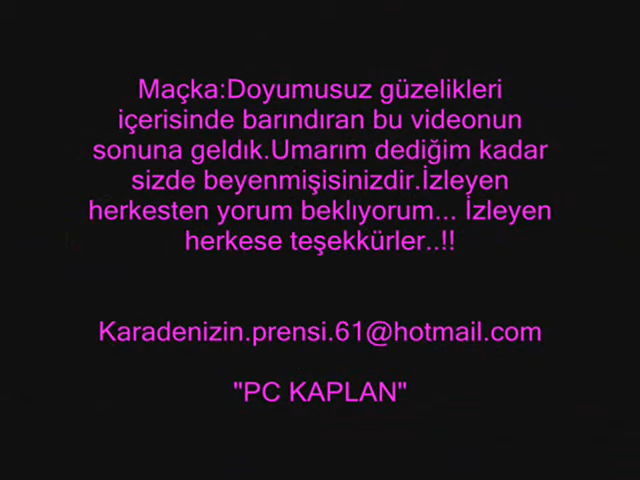 Maçka:Doyumusuz güzelikleri
içerisinde barındıran bu videonun
sonuna geldık.Umarım dediğim kadar
sizde beyenmişisinizdir.İzleyen
herkesten yorum beklıyorum... İzleyen
herkese teşekkürler..!!
Karadenizin.prensi.61@hotmail.com
"PC KAPLAN"